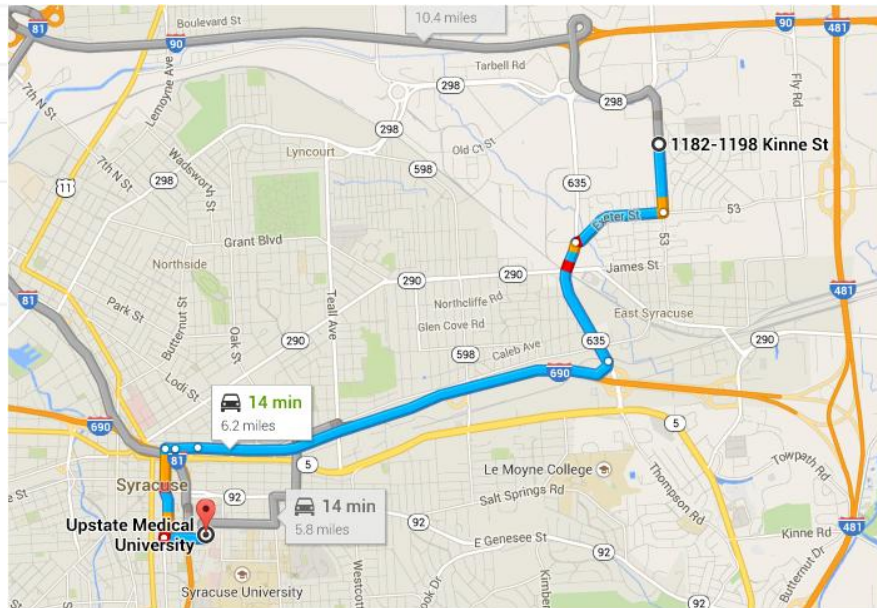 10.4 miles
Boulevard St
81
90
Lemoyne Ave
7th N St
Tarbell Rd
90
481
Fly Rd
298
298
298
Old Ct St
1182-1198 Kinne St
Lyncourt
Wadsworth St
598
7th N St
11
298
635
Exeter St
53
53
Grant Blvd
Northside
290
290
James St
81
481
Park St
Butternut St
Oak St
Teall Ave
Northcliffe Rd
Glen Cove Rd
East Syracuse
290
598
Caleb Ave
635
290
Lodi St
690
14 min
6.2 miles
690
81
5
5
Syracuse
92
Le Moyne College
Salt Springs Rd
Thompson Rd
Towpath Rd
14 min
5.8 miles
Upstate Medical
University
92
92
E Genesee St
Kinne Rd
481
Butternut Dr
Syracuse University
Westcott
ook Dr
Kimber